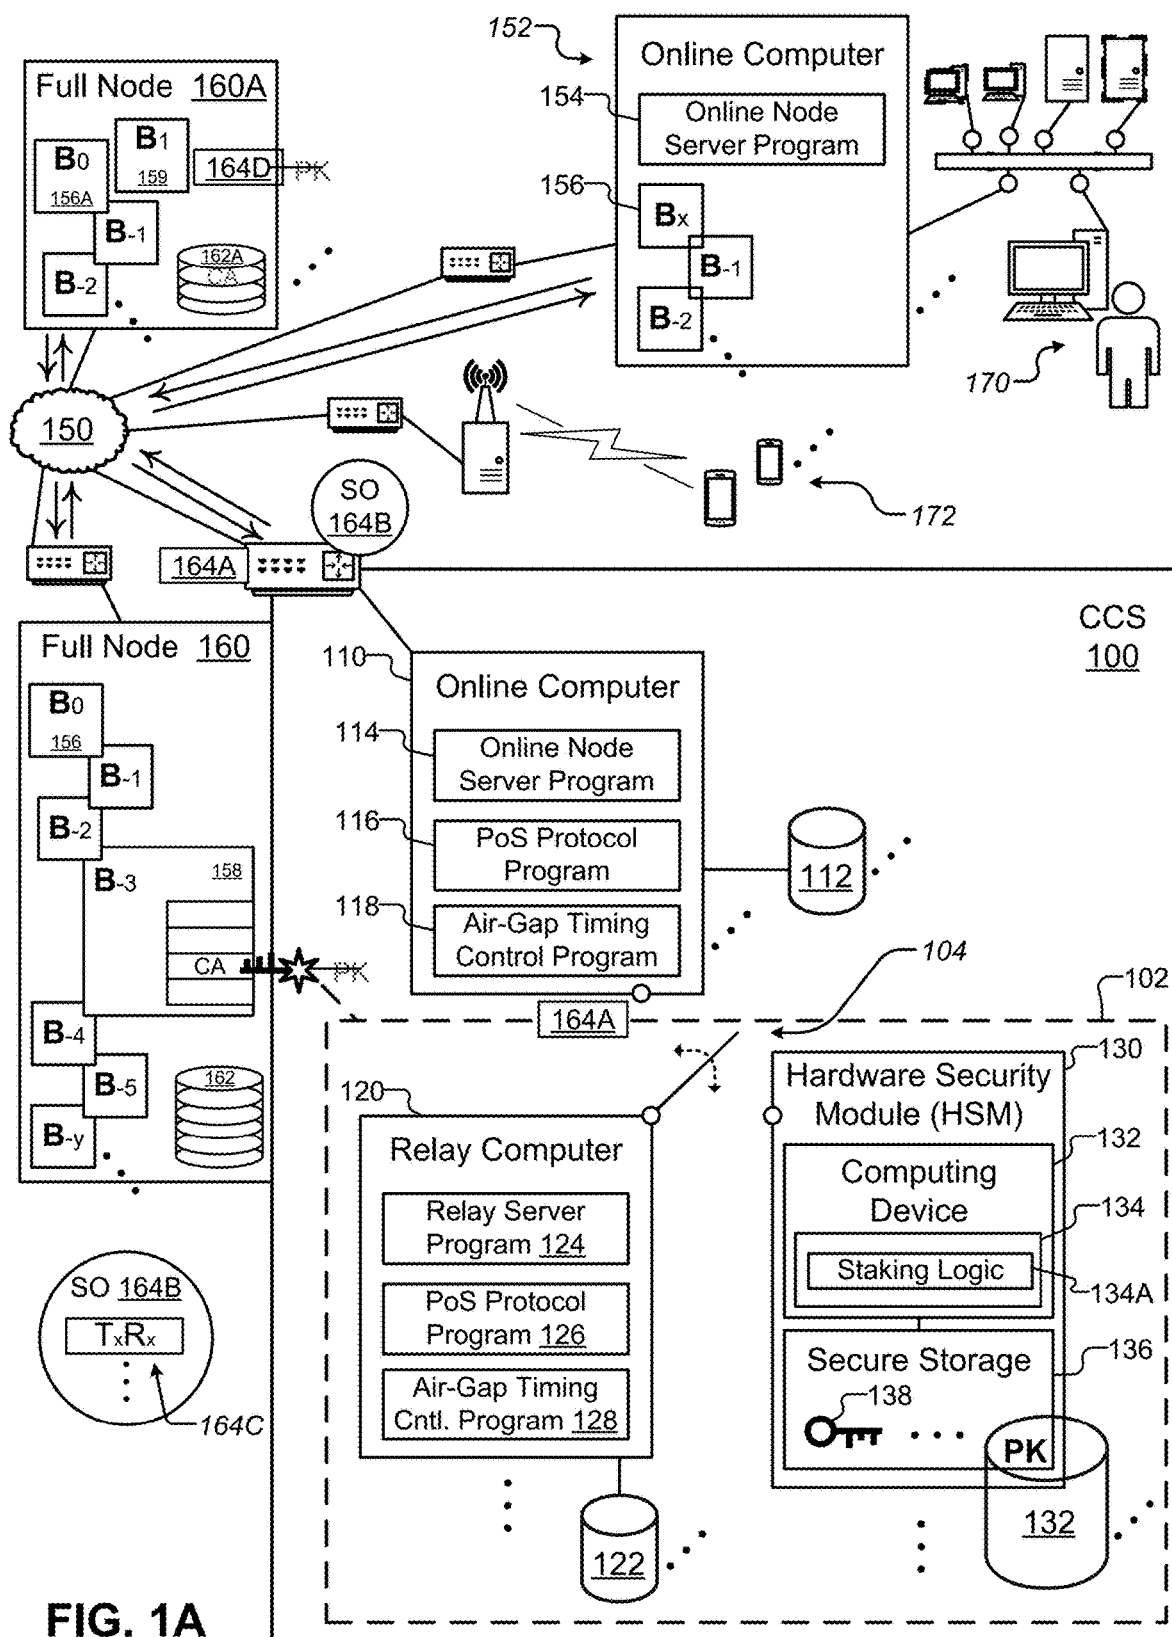 152
Online Computer
154
Online Node
Server Program
156
Bx
B-1
B-2
Full Node 160A
B0
156A
B1
159
164D
PK
B-1
B-2
162A
CA
170
150
172
SO
164B
164A
Full Node 160
B0
156
B-1
B-2
B-3
158
CA
PK
B-4
B-5
B-y
162
CCS
100
110
Online Computer
114
Online Node
Server Program
116
PoS Protocol
Program
118
Air-Gap Timing
Control Program
112
164A
104
102
120
Relay Computer
Relay Server
Program 124
PoS Protocol
Program 126
Air-Gap Timing
Cntl. Program 128
122
130
Hardware Security
Module (HSM)
132
Computing
Device
134
Staking Logic
134A
136
Secure Storage
138
PK
132
SO 164B
TxRx
164C
FIG. 1A